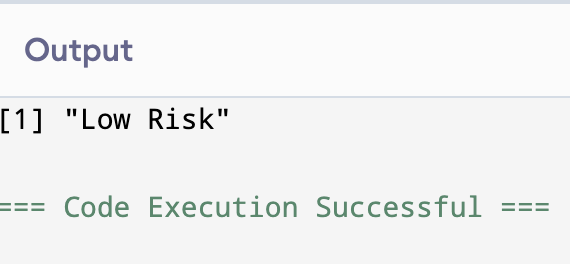 Output
[1] "Low Risk"
=== Code Execution Successful ===